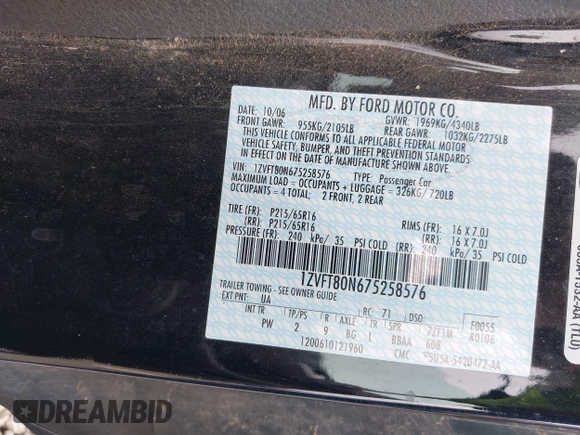 MFD. BY FORD MOTOR CO.
10/06 GVWR: 1969KG/4340LB
FRONT GAWR: 955KG/2105LB REAR GAWR: 1032KG/2275LB
THIS VEHICLE CONFORMS TO ALL APPLICABLE FEDERAL MOTOR
VEHICLE SAFETY, BUMPER, AND THEFT PREVENTION STANDARDS
IN EFFECT ON THE DATE OF MANUFACTURE SHOWN ABOVE.
VIN: 1ZVFT80N675258576 TYPE: Passenger Car
MAXIMUM LOAD = OCCUPANTS + LUGGAGE = 326KG/720LB
OCCUPANTS = 4 TOTAL; 2 FRONT, 2 REAR
TIRE (FR): P215/65R16 RIMS (FR): 16 X 7.0J
(RR): P215/65R16 (RR): 16 X 7.0J
PRESSURE (FR): 240 kPa/ 35 PSI COLD (RR): 240 kPa/ 35 PSI COLD
1ZVFT80N675258576
TRAILER TOWING - SEE OWNER GUIDE
EXT PNT: UA RC: 71 DSO: F0055
INT TR TP/PS R AXLE TR SPR 7ZF1M R0106
PW 2 9 BG L BBAA 608
1200610121960 CMC 5U5A-5420472-AA
DREAMBID